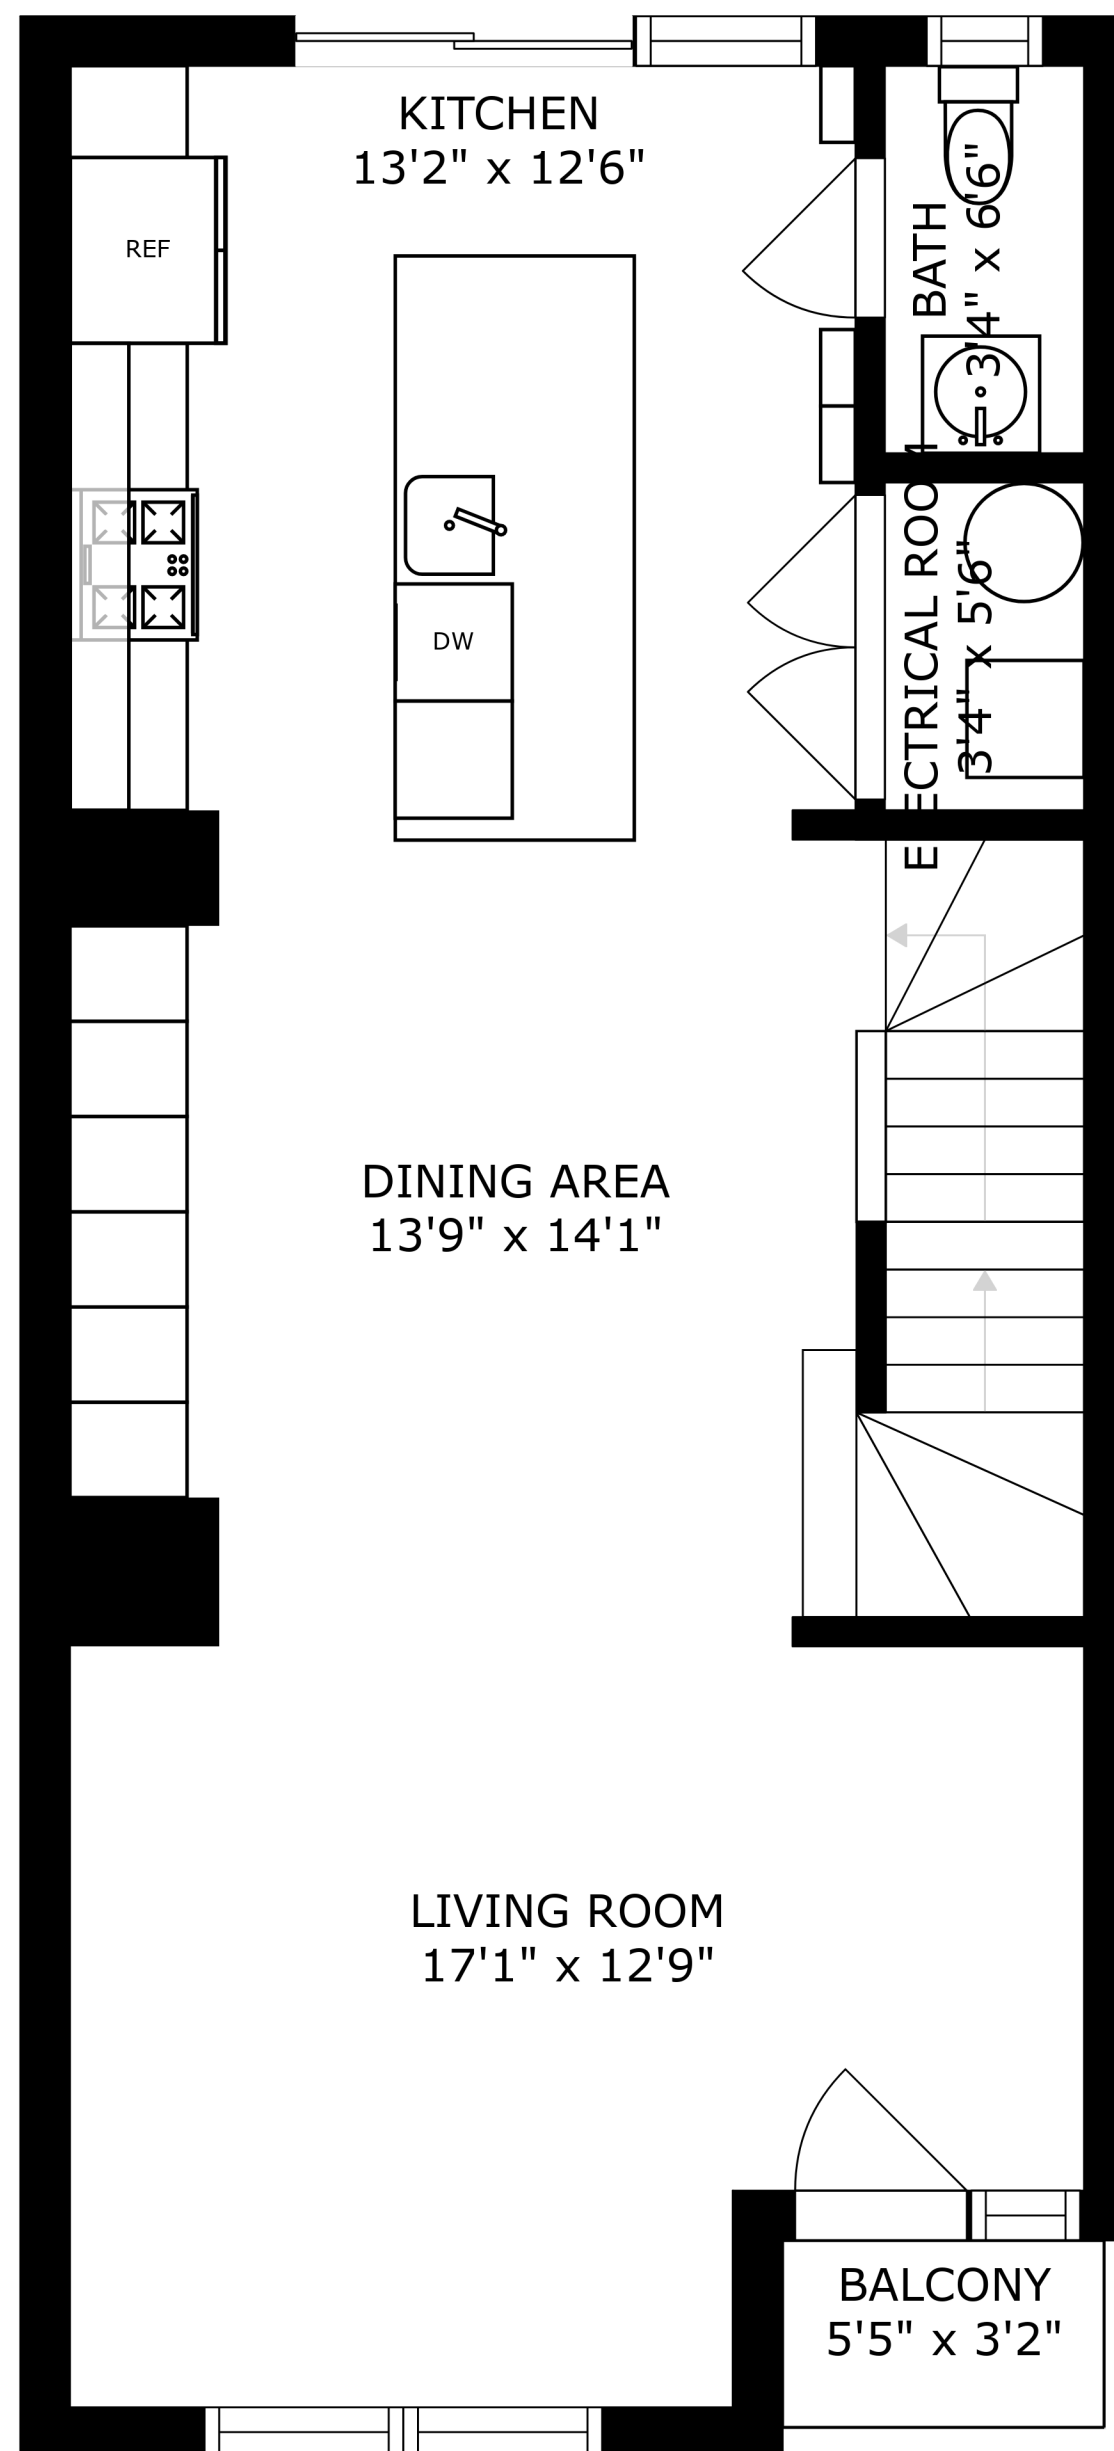 KITCHEN
13'2" x 12'6"
REF
BATH
3'4" x 6'6"
ELECTRICAL ROOM
3'4" x 5'6"
DW
DINING AREA
13'9" x 14'1"
LIVING ROOM
17'1" x 12'9"
BALCONY
5'5" x 3'2"